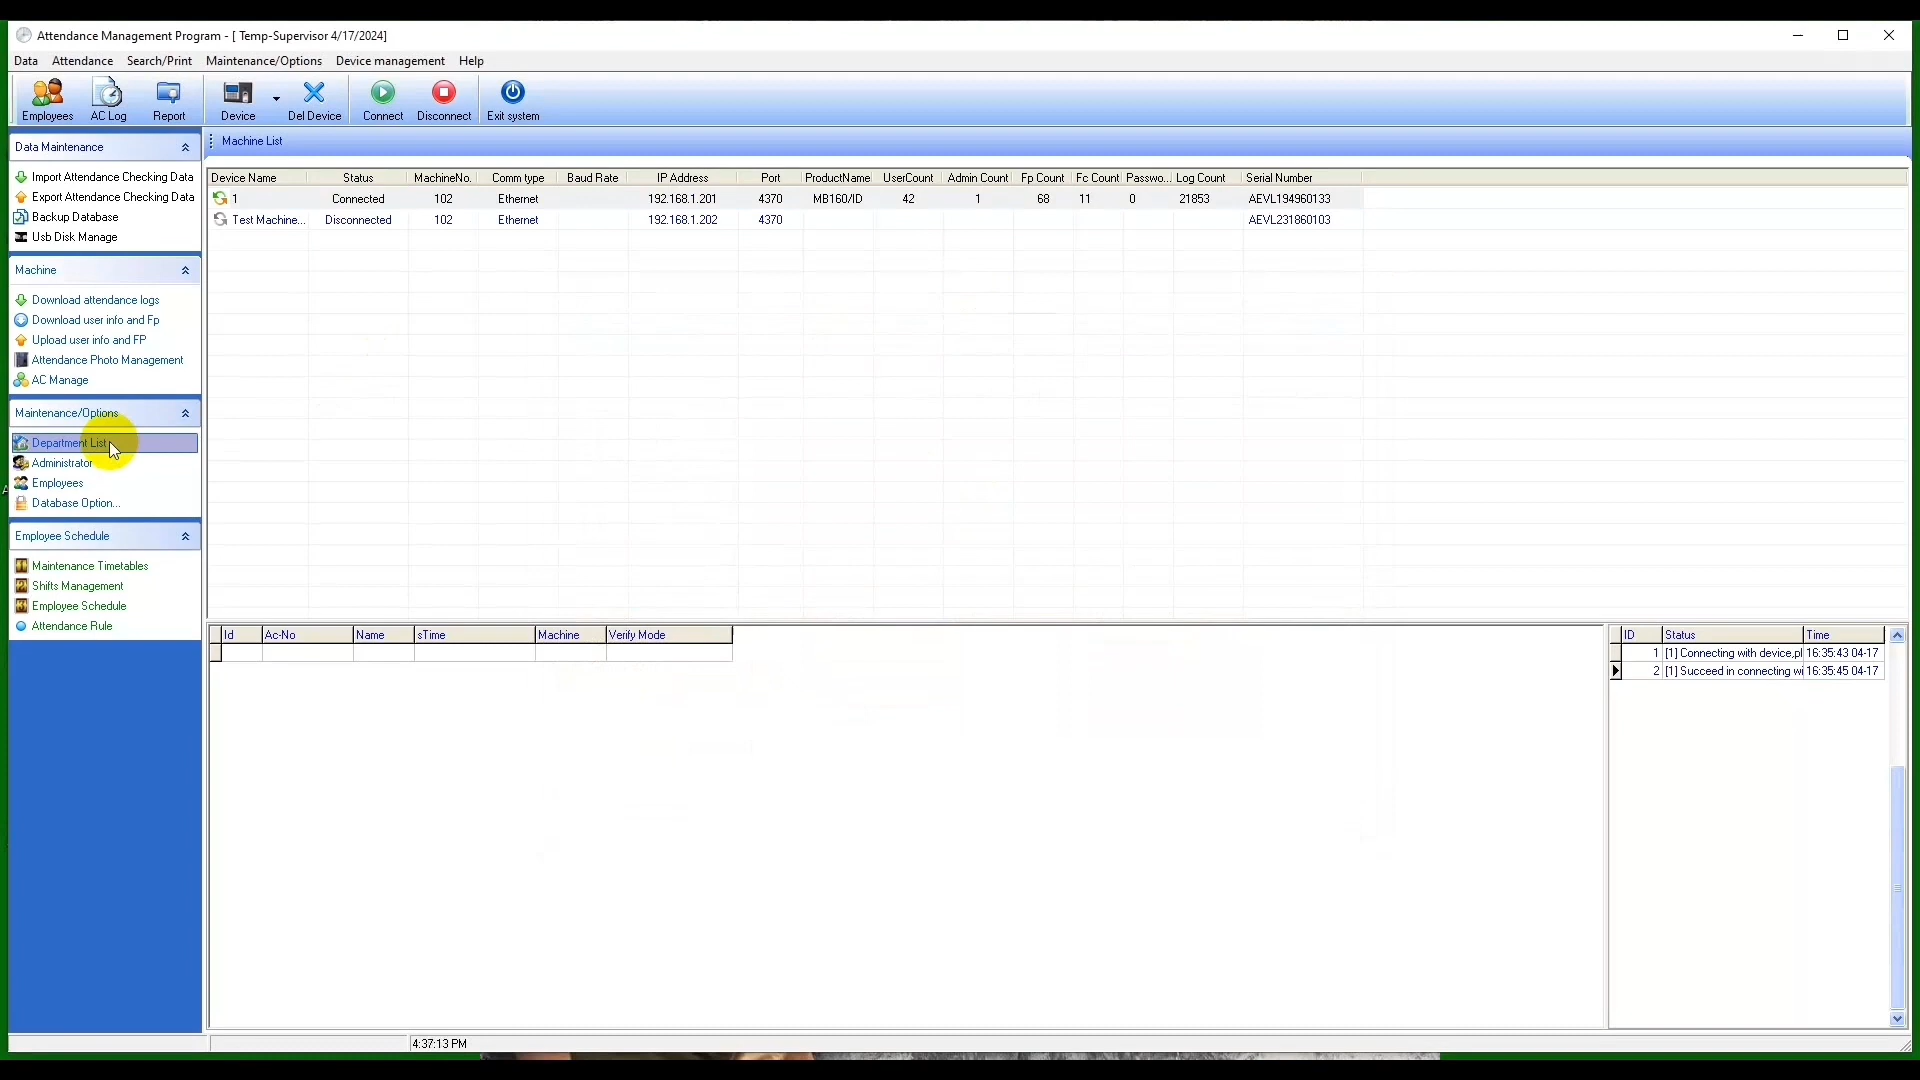 Attendance Management Program - [ Temp-Supervisor 4/17/2024]
Data Attendance Search/Print Maintenance/Options Device management Help
Employees AC Log Report Device Del Device Connect Disconnect Exit system
Data Maintenance
Import Attendance Checking Data
Export Attendance Checking Data
Backup Database
Usb Disk Manage
Machine
Download attendance logs
Download user info and Fp
Upload user info and FP
Attendance Photo Management
AC Manage
Maintenance/Options
Department List
Administrator
Employees
Database Option...
Employee Schedule
Maintenance Timetables
Shifts Management
Employee Schedule
Attendance Rule
Machine List
Device Name Status MachineNo. Comm type Baud Rate IP Address Port ProductName UserCount Admin Count Fp Count Fc Count Passwo... Log Count Serial Number
1 Connected 102 Ethernet 192.168.1.201 4370 MB160/ID 42 1 68 11 0 21853 AEVL194960133
Test Machine... Disconnected 102 Ethernet 192.168.1.202 4370 AEVL231860103
Id Ac-No Name sTime Machine Verify Mode
ID Status Time
1 [1] Connecting with device,pl 16:35:43 04-17
2 [1] Succeed in connecting wi 16:35:45 04-17
4:37:13 PM